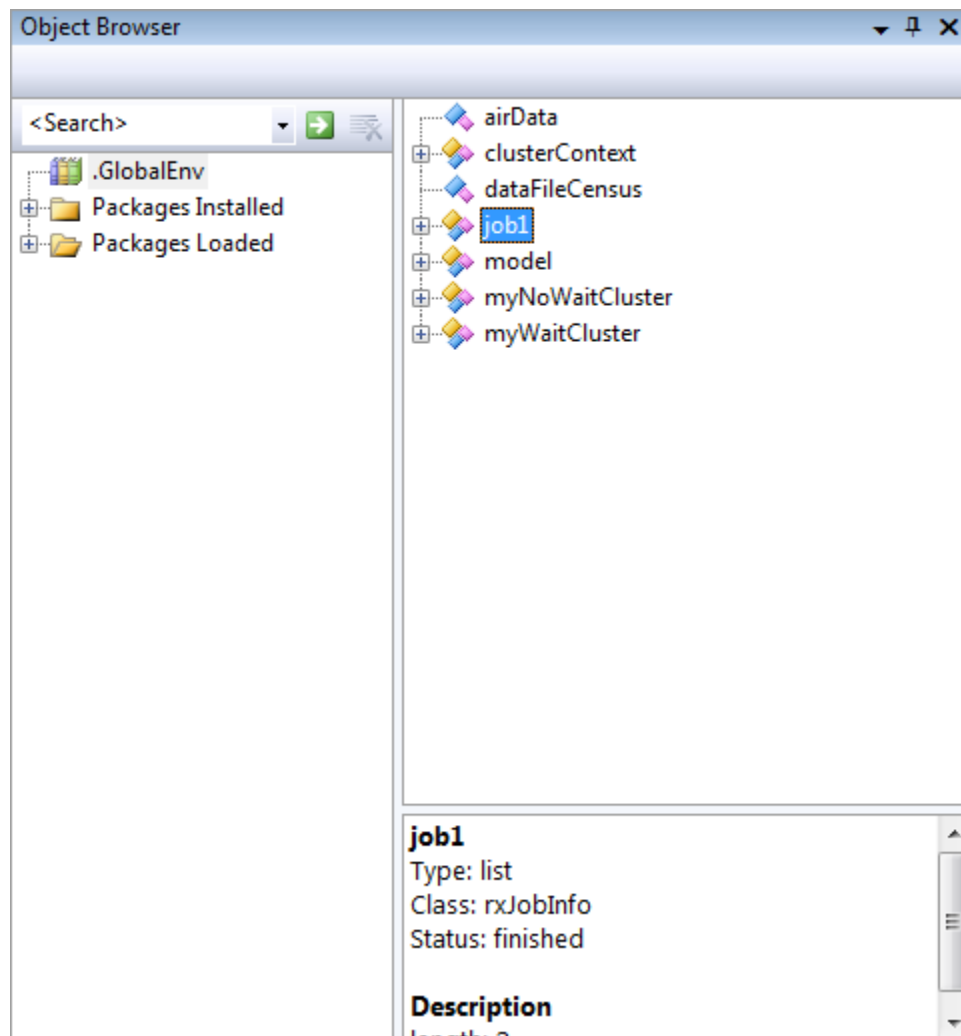 Object Browser
<Search>
.GlobalEnv
Packages Installed
Packages Loaded
airData
clusterContext
dataFileCensus
job1
model
myNoWaitCluster
myWaitCluster
job1
Type: list
Class: rxJobInfo
Status: finished
Description